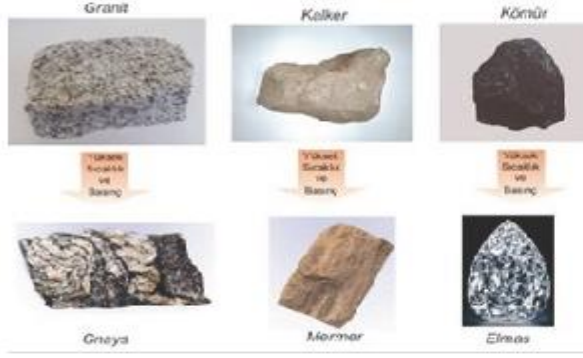 Granit
Kalker
Kömür
Yüksek
Sıcaklık
ve
Basınç
Yüksek
Sıcaklık
ve
Basınç
Yüksek
Sıcaklık
ve
Basınç
Gnays
Mermer
Elmas